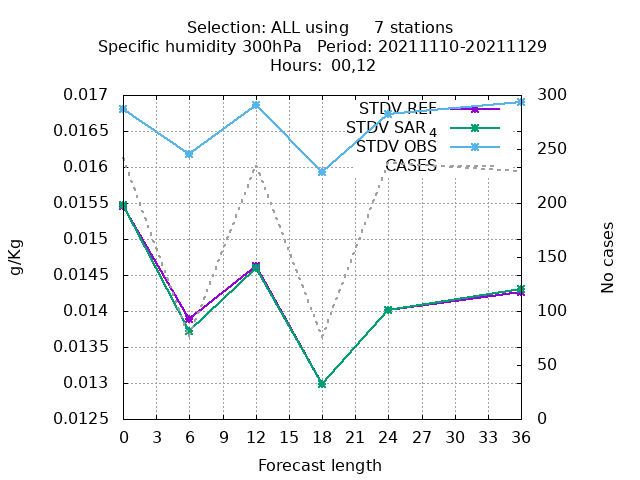 Selection: ALL using 7 stations
Specific humidity 300hPa Period: 20211110-20211129
Hours: 00,12
STDV REF
STDV SAR 4
STDV OBS
CASES
0.017
0.0165
0.016
0.0155
0.015
0.0145
0.014
0.0135
0.013
0.0125
300
250
200
150
100
50
0
g/Kg
No cases
0 3 6 9 12 15 18 21 24 27 30 33 36
Forecast length